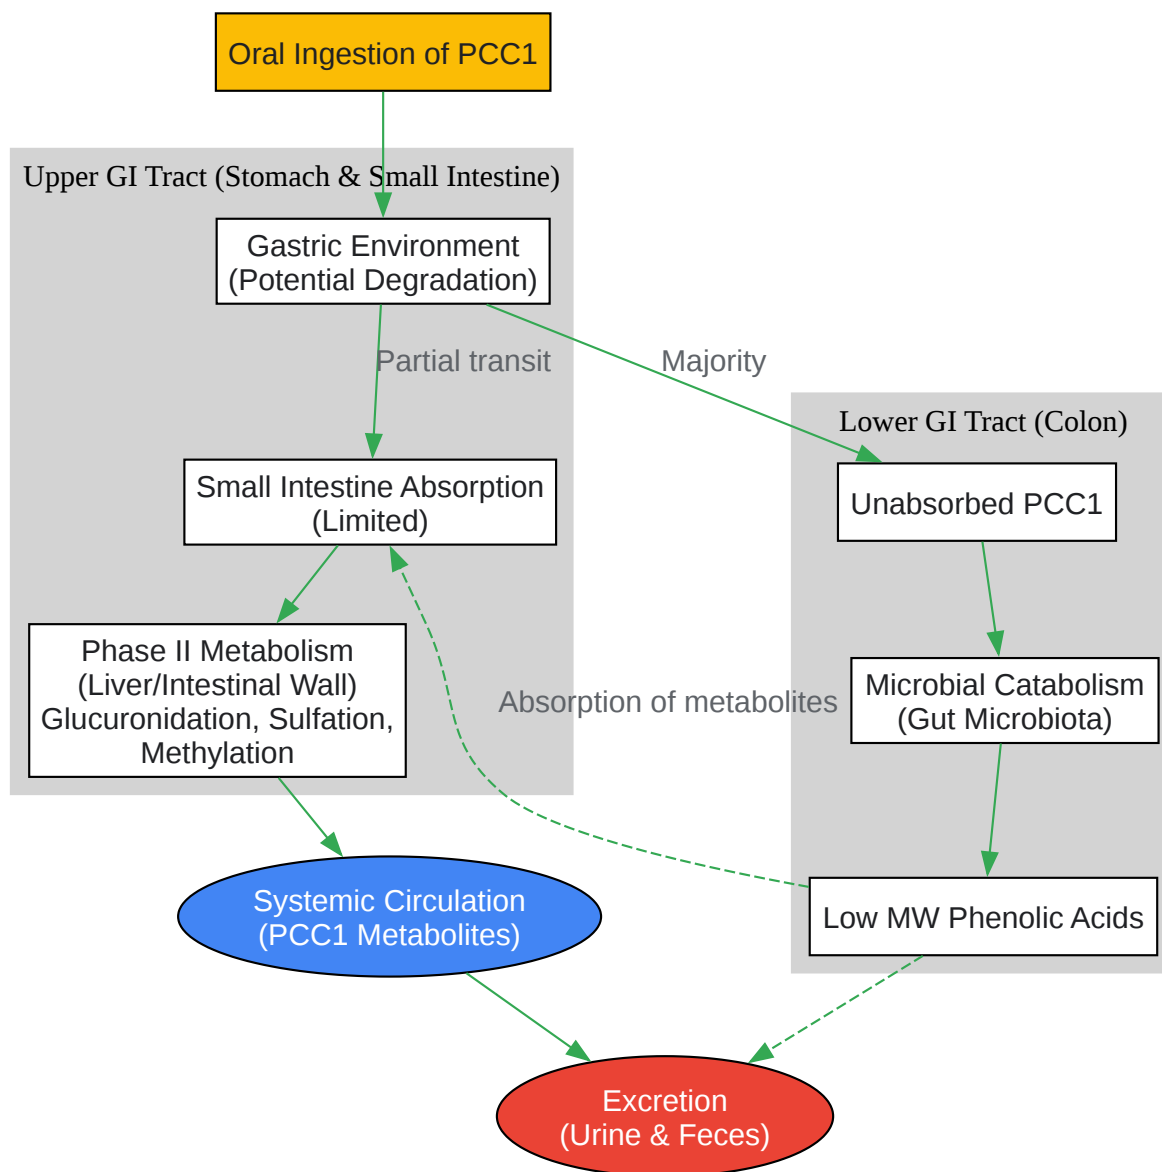 Oral Ingestion of PCC1
Upper GI Tract (Stomach & Small Intestine)
Gastric Environment
(Potential Degradation)
Partial transit
Majority
Lower GI Tract (Colon)
Small Intestine Absorption
(Limited)
Unabsorbed PCC1
Phase II Metabolism
(Liver/Intestinal Wall)
Glucuronidation, Sulfation,
Methylation
Absorption of metabolites
Microbial Catabolism
(Gut Microbiota)
Systemic Circulation
(PCC1 Metabolites)
Low MW Phenolic Acids
Excretion
(Urine & Feces)